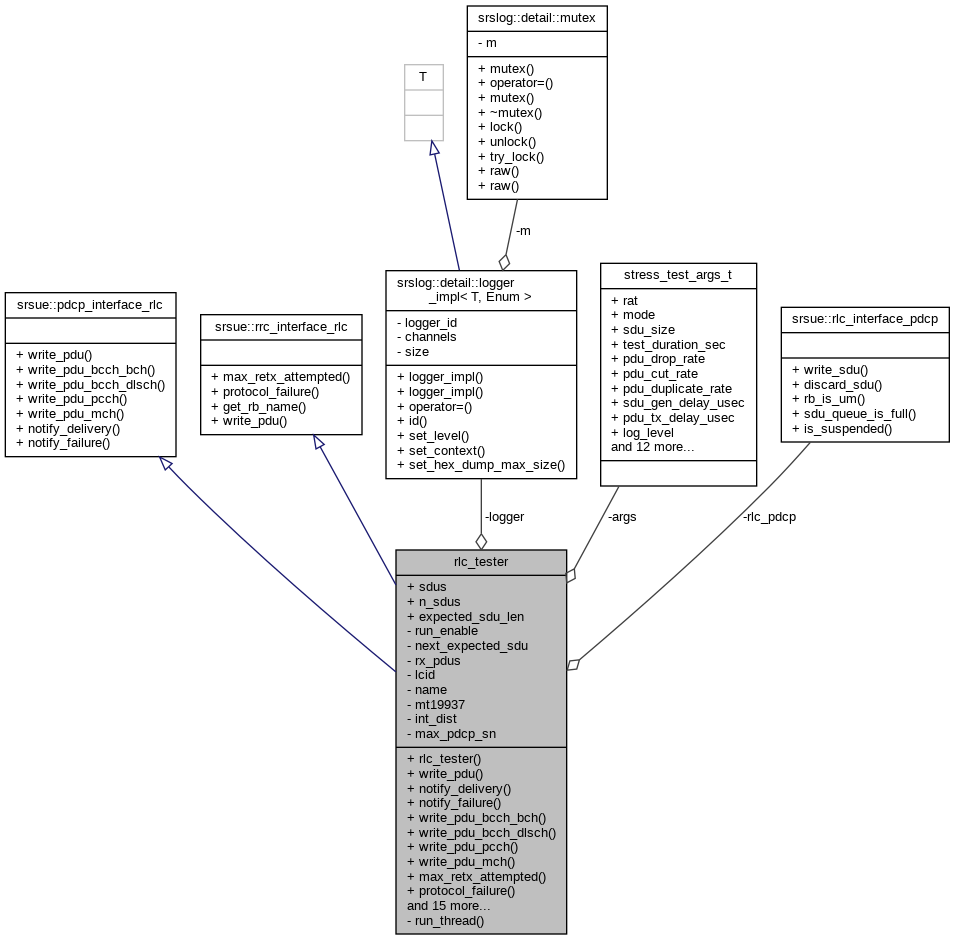 srslog::detail::mutex
- m
+ mutex()
+ operator=()
+ mutex()
+ ~mutex()
+ lock()
+ unlock()
+ try_lock()
+ raw()
+ raw()
T
-m
srslog::detail::logger
_impl< T, Enum >
- logger_id
- channels
- size
+ logger_impl()
+ logger_impl()
+ operator=()
+ id()
+ set_level()
+ set_context()
+ set_hex_dump_max_size()
stress_test_args_t
+ rat
+ mode
+ sdu_size
+ test_duration_sec
+ pdu_drop_rate
+ pdu_cut_rate
+ pdu_duplicate_rate
+ sdu_gen_delay_usec
+ pdu_tx_delay_usec
+ log_level
and 12 more...
srsue::pdcp_interface_rlc
+ write_pdu()
+ write_pdu_bcch_bch()
+ write_pdu_bcch_dlsch()
+ write_pdu_pcch()
+ write_pdu_mch()
+ notify_delivery()
+ notify_failure()
srsue::rrc_interface_rlc
+ max_retx_attempted()
+ protocol_failure()
+ get_rb_name()
+ write_pdu()
srsue::rlc_interface_pdcp
+ write_sdu()
+ discard_sdu()
+ rb_is_um()
+ sdu_queue_is_full()
+ is_suspended()
-logger
-args
-rlc_pdcp
rlc_tester
+ sdus
+ n_sdus
+ expected_sdu_len
- run_enable
- next_expected_sdu
- rx_pdus
- lcid
- name
- mt19937
- int_dist
- max_pdcp_sn
+ rlc_tester()
+ write_pdu()
+ notify_delivery()
+ notify_failure()
+ write_pdu_bcch_bch()
+ write_pdu_bcch_dlsch()
+ write_pdu_pcch()
+ write_pdu_mch()
+ max_retx_attempted()
+ protocol_failure()
and 15 more...
- run_thread()